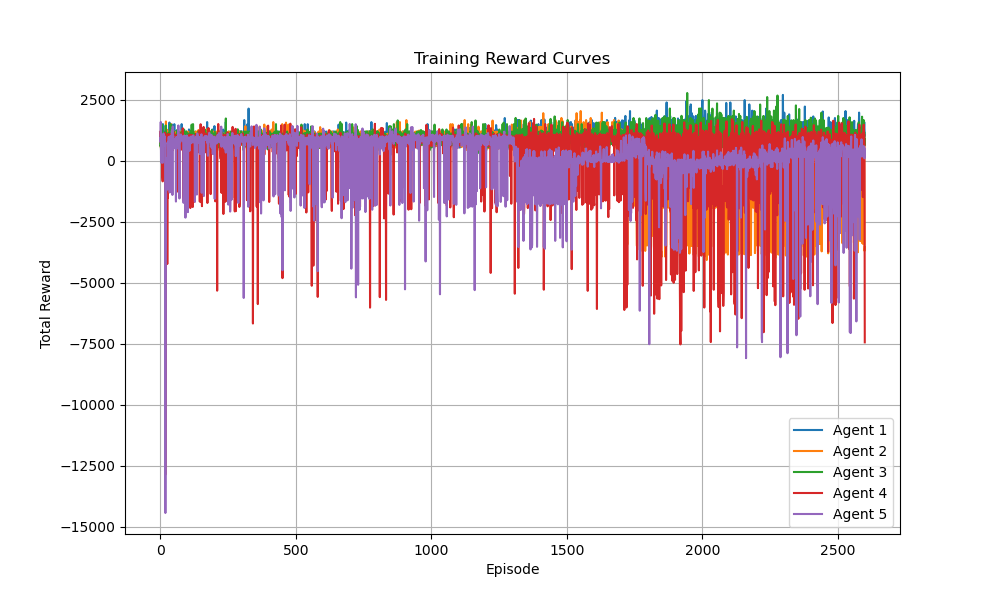 Training Reward Curves
2500
0
−2500
−5000
−7500
−10000
−12500
−15000
Total Reward
0 500 1000 1500 2000 2500
Episode
Agent 1
Agent 2
Agent 3
Agent 4
Agent 5